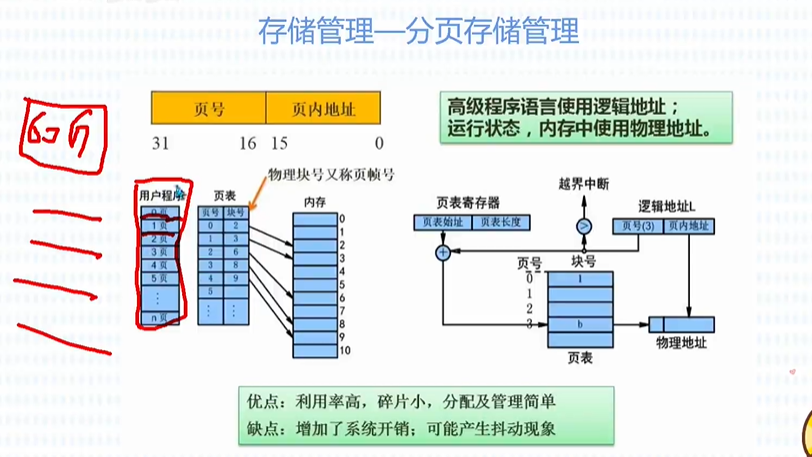 存储管理—分页存储管理
页号 页内地址
31 16 15 0
高级程序语言使用逻辑地址；
运行状态，内存中使用物理地址。
物理块号又称页帧号
用户程序
0页
1页
2页
3页
4页
5页
⋮
n页
页表
页号 块号
0 2
1 3
2 6
3 8
4 9
5
⋮ ⋮
内存
0
1
2
3
4
5
6
7
8
9
10
越界中断
页表寄存器
页表始址 页表长度
>
逻辑地址L
页号(3) 页内地址
+
页号 块号
0 1
1
2
3 b
页表
物理地址
优点：利用率高，碎片小，分配及管理简单
缺点：增加了系统开销；可能产生抖动现象